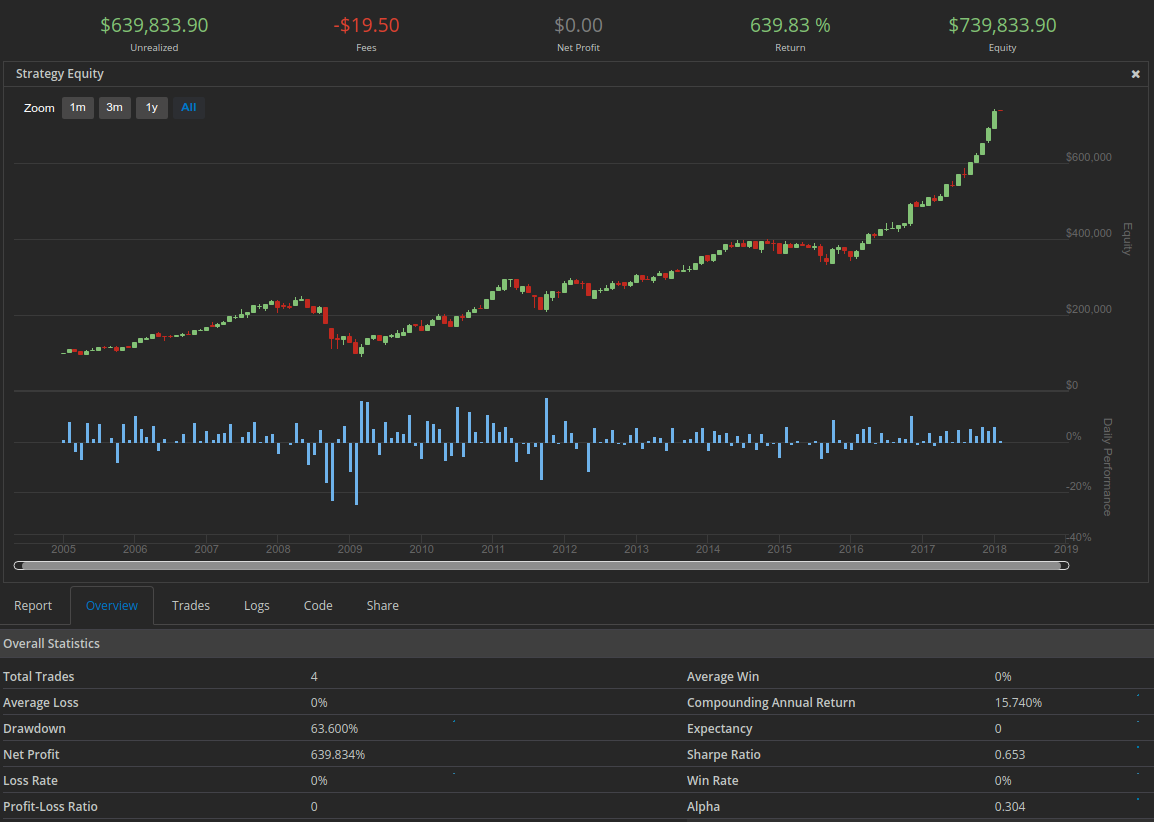 $639,833.90 -$19.50 $0.00 639.83 % $739,833.90
Unrealized Fees Net Profit Return Equity
Strategy Equity ×
Zoom 1m 3m 1y All
$600,000
$400,000
Equity
$200,000
$0
0%
Daily Performance
-20%
-40%
2005 2006 2007 2008 2009 2010 2011 2012 2013 2014 2015 2016 2017 2018 2019
Report Overview Trades Logs Code Share
Overall Statistics
Total Trades 4 Average Win 0%
Average Loss 0% Compounding Annual Return 15.740%
Drawdown 63.600% Expectancy 0
Net Profit 639.834% Sharpe Ratio 0.653
Loss Rate 0% Win Rate 0%
Profit-Loss Ratio 0 Alpha 0.304